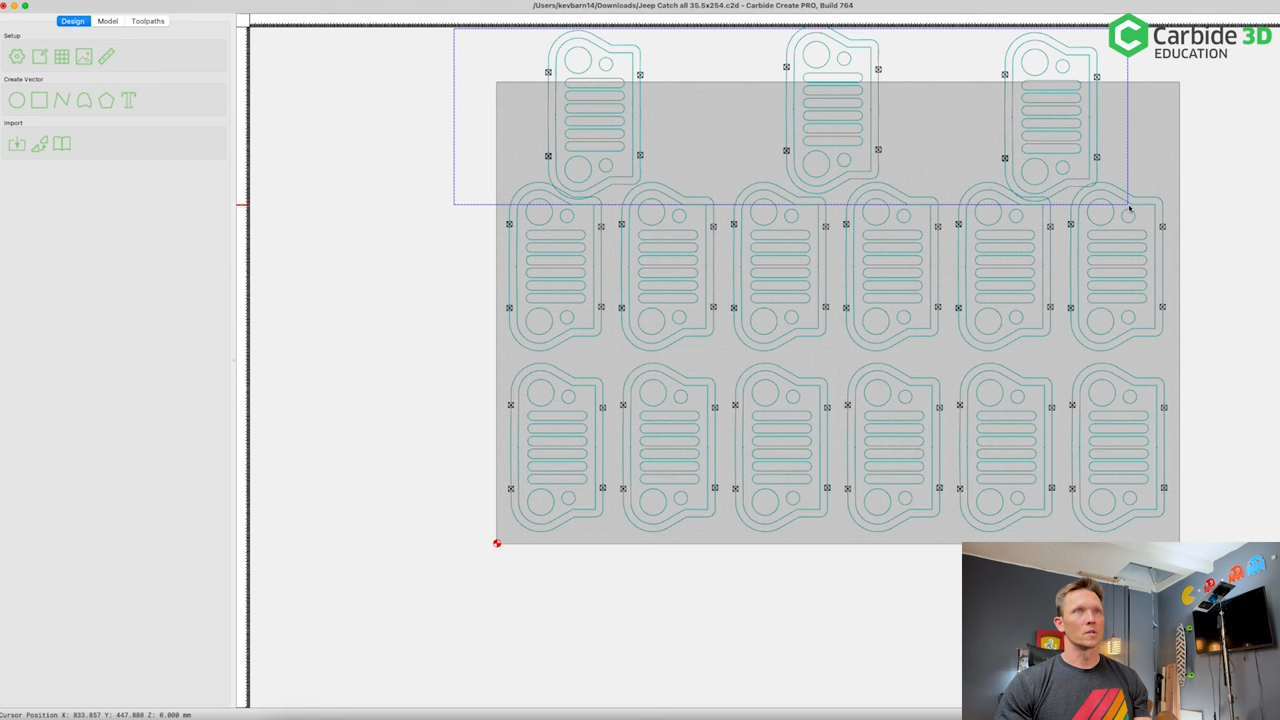 /Users/kevbarn14/Downloads/Jeep Catch all 35.5x254.c2d - Carbide Create PRO, Build 764
Design
Model
Toolpaths
Carbide 3D
EDUCATION
Setup
Create Vector
T
Import
Cursor Position X: 833.857 Y: 447.880 Z: 0.000 mm